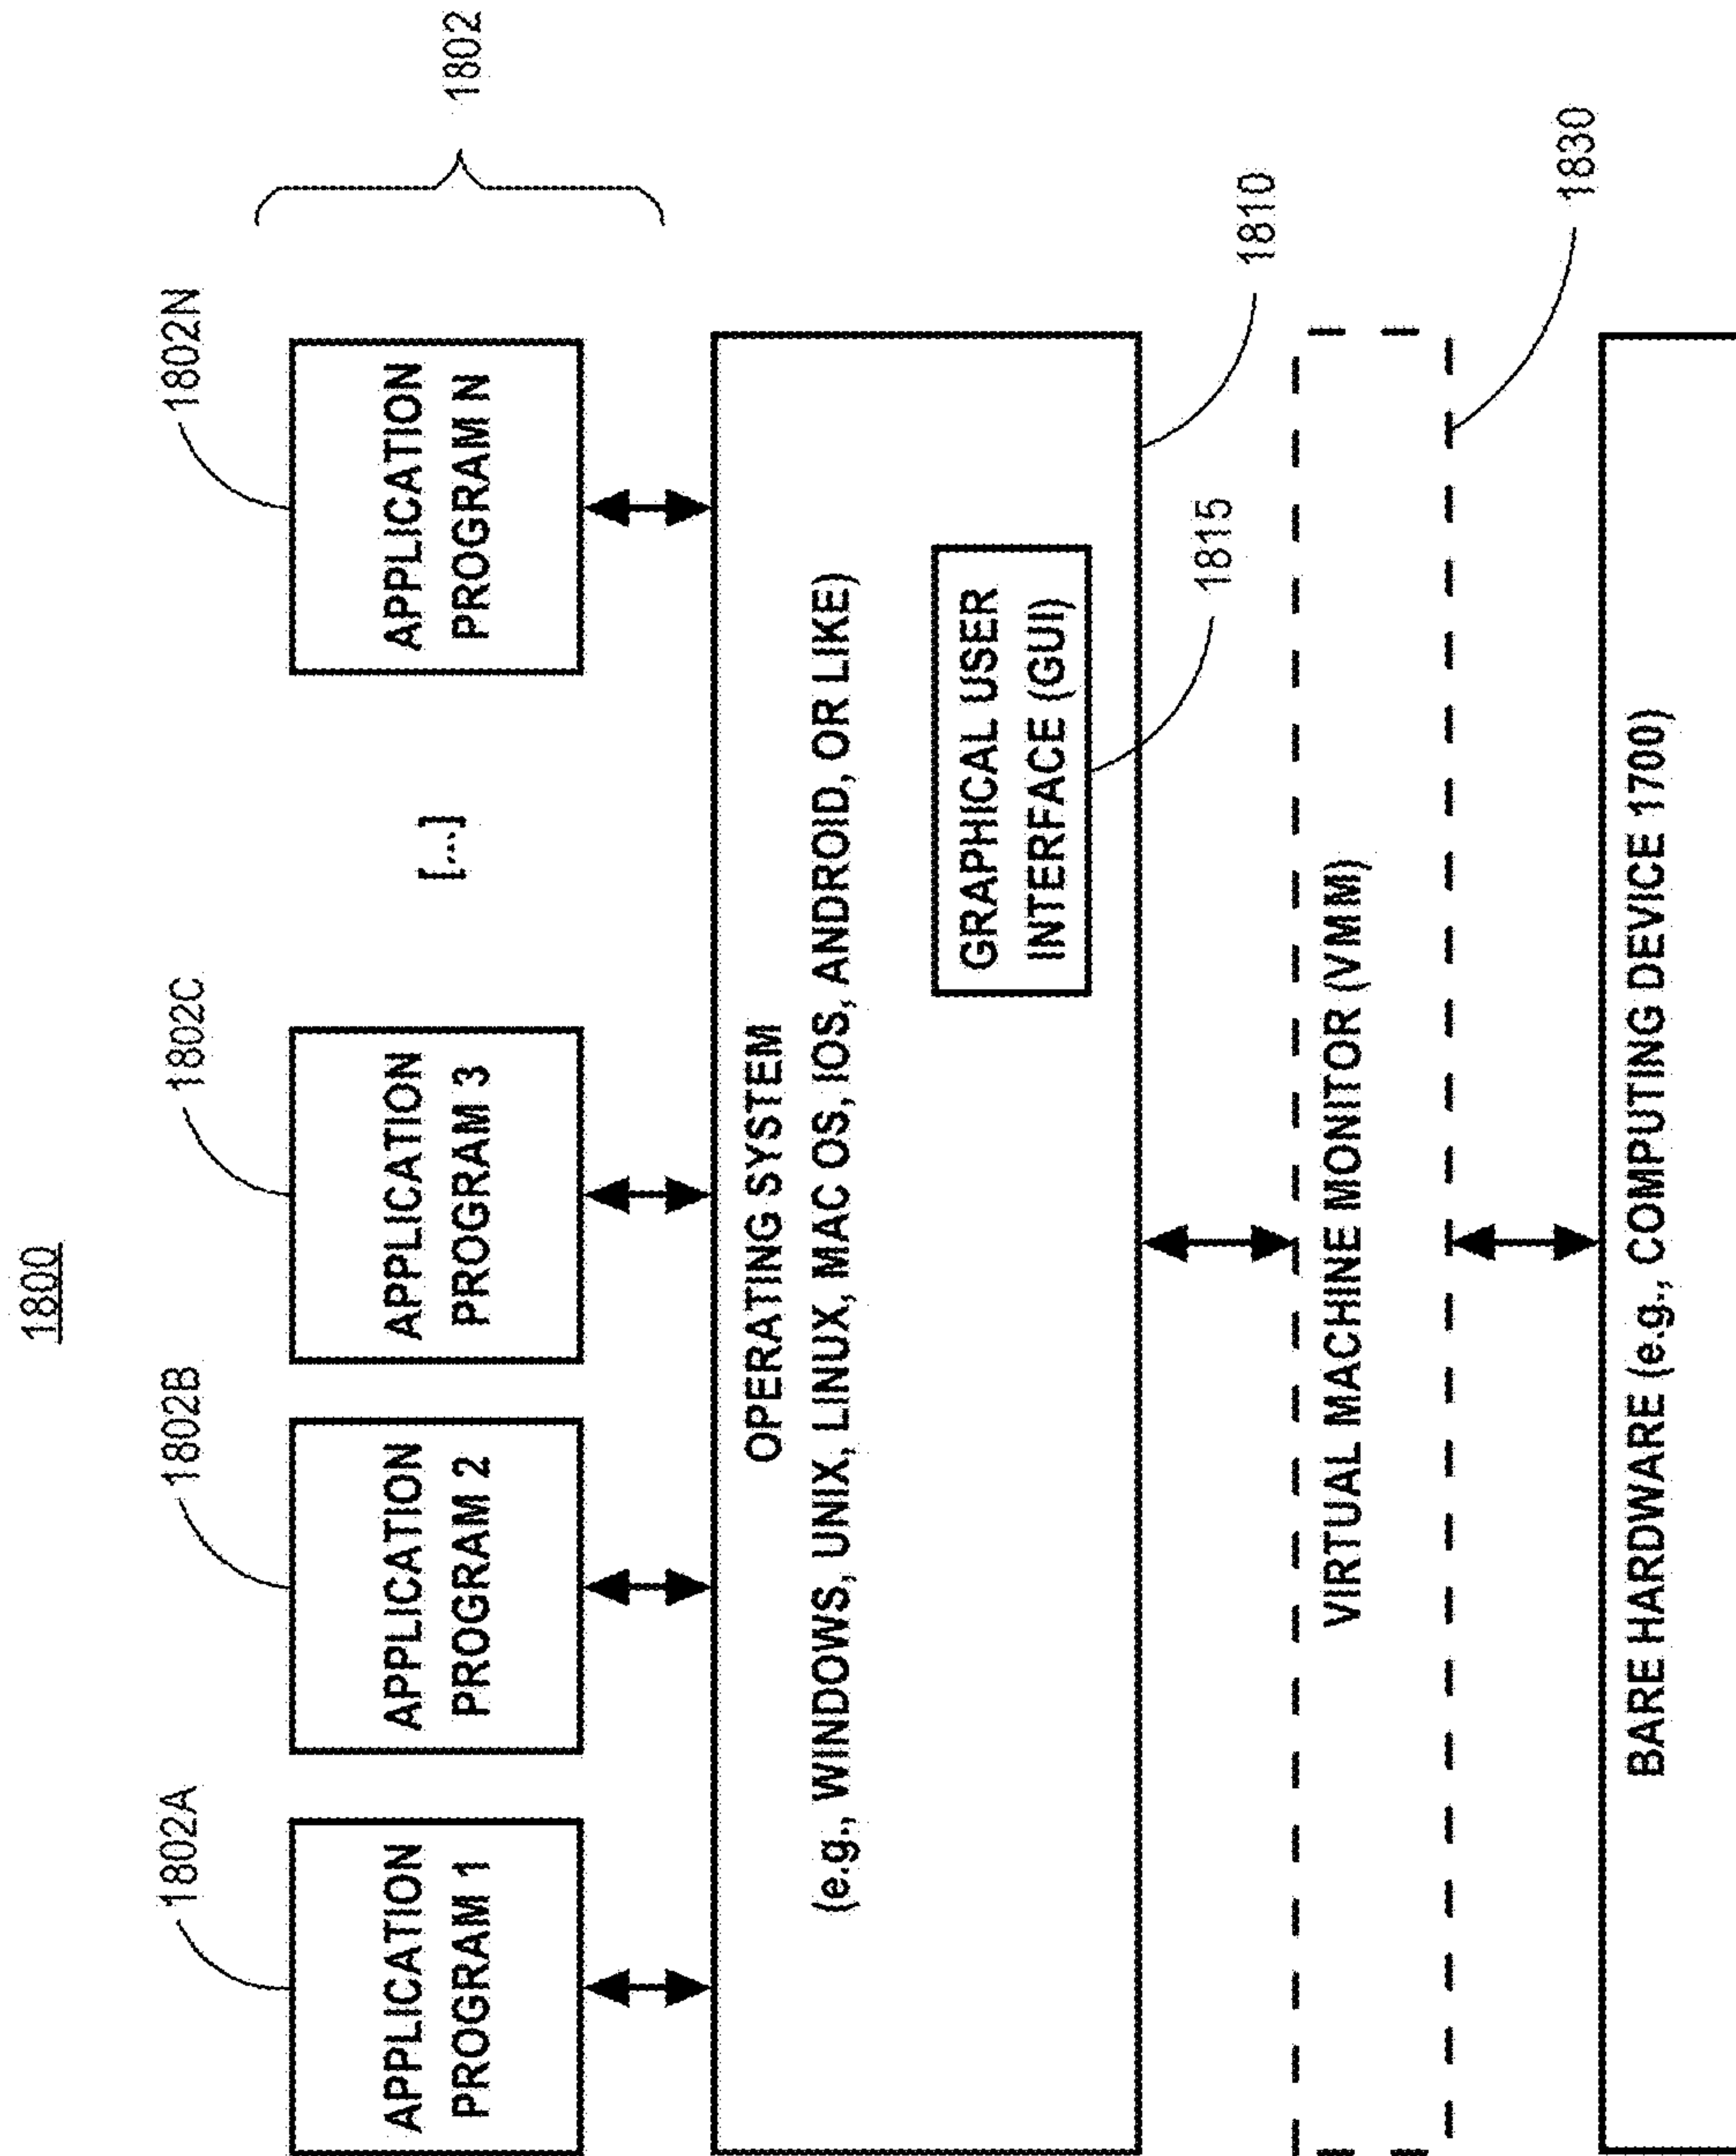 1800
1802A
1802B
1802C
1802N
1802
APPLICATION
PROGRAM 1
APPLICATION
PROGRAM 2
APPLICATION
PROGRAM 3
[...]
APPLICATION
PROGRAM N
OPERATING SYSTEM
(e.g., WINDOWS, UNIX, LINUX, MAC OS, IOS, ANDROID, OR LIKE)
GRAPHICAL USER
INTERFACE (GUI)
1810
1815
VIRTUAL MACHINE MONITOR (VMM)
1830
BARE HARDWARE (e.g., COMPUTING DEVICE 1700)